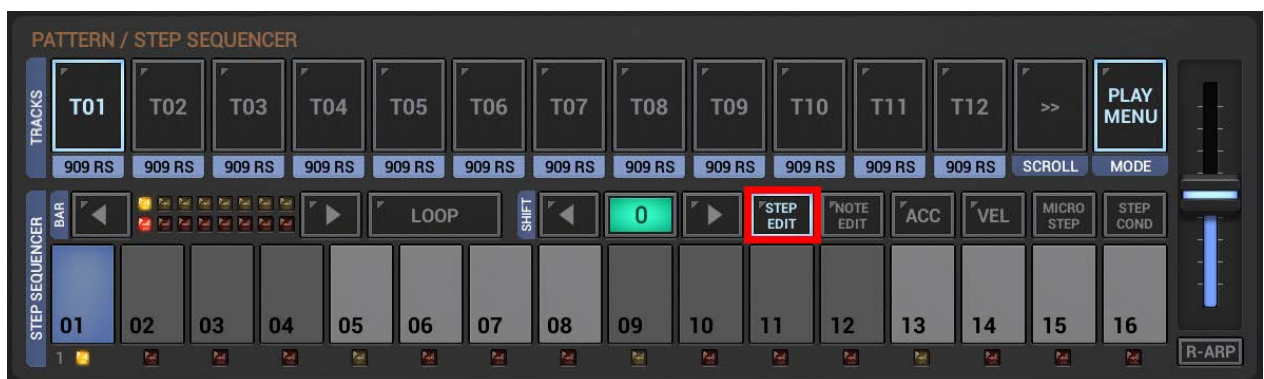 PATTERN / STEP SEQUENCER
TRACKS
T01 T02 T03 T04 T05 T06 T07 T08 T09 T10 T11 T12 >> PLAY MENU
909 RS 909 RS 909 RS 909 RS 909 RS 909 RS 909 RS 909 RS 909 RS 909 RS 909 RS 909 RS SCROLL MODE
STEP SEQUENCER
BAR LOOP SHIFT 0 STEP EDIT NOTE EDIT ACC VEL MICRO STEP STEP COND
01 02 03 04 05 06 07 08 09 10 11 12 13 14 15 16
1 R-ARP